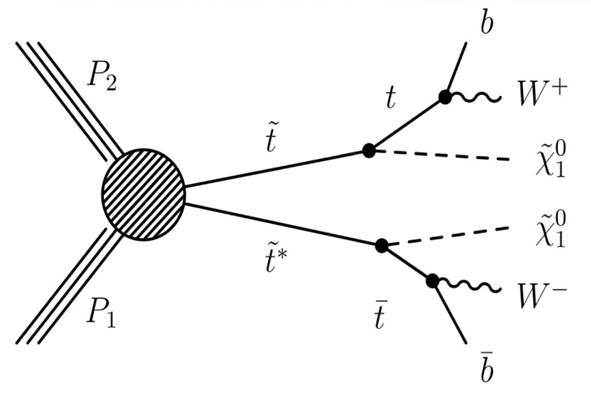 b
P₂
t
W⁺
t̃
χ̃₁⁰
χ̃₁⁰
t̃*
W⁻
P₁
t̄
b̄